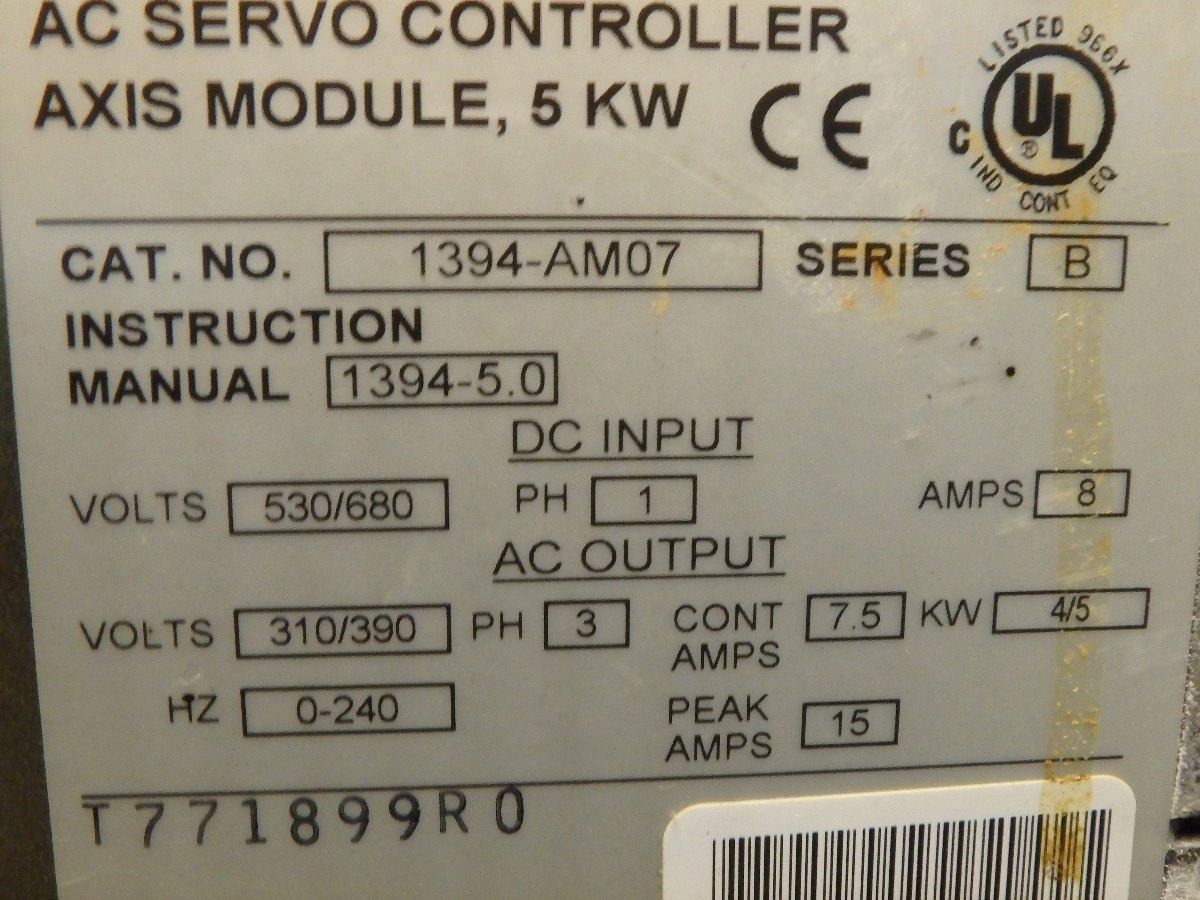 AC SERVO CONTROLLER
AXIS MODULE, 5 KW
CE
LISTED 966X
C UL ®
IND CONT EQ
CAT. NO. 1394-AM07 SERIES B
INSTRUCTION
MANUAL 1394-5.0
DC INPUT
VOLTS 530/680 PH 1 AMPS 8
AC OUTPUT
VOLTS 310/390 PH 3 CONT AMPS 7.5 KW 4/5
HZ 0-240 PEAK AMPS 15
T771899R0